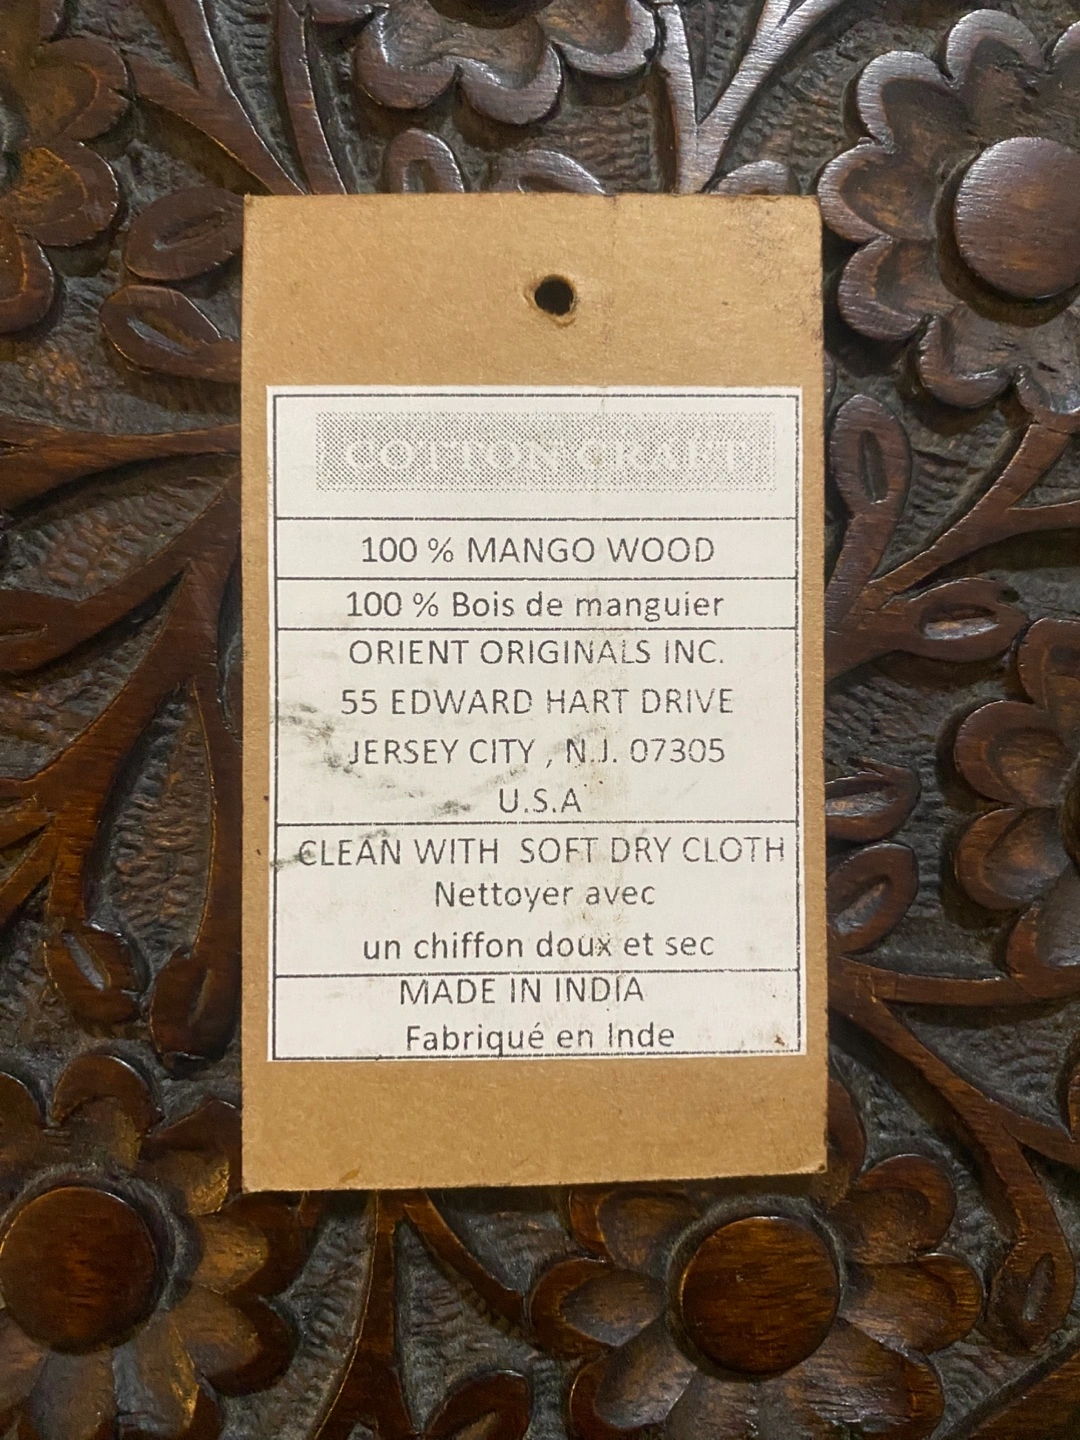 COTTON CRAFT
100 % MANGO WOOD
100 % Bois de manguier
ORIENT ORIGINALS INC.
55 EDWARD HART DRIVE
JERSEY CITY , N.J. 07305
U.S.A
CLEAN WITH SOFT DRY CLOTH
Nettoyer avec
un chiffon doux et sec
MADE IN INDIA
Fabriqué en Inde